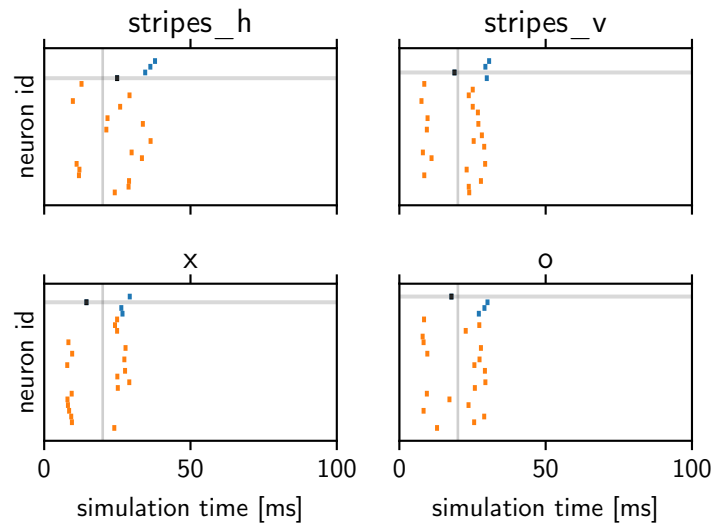 stripes_h
stripes_v
neuron id
x
o
neuron id
0
50
100
0
50
100
simulation time [ms]
simulation time [ms]